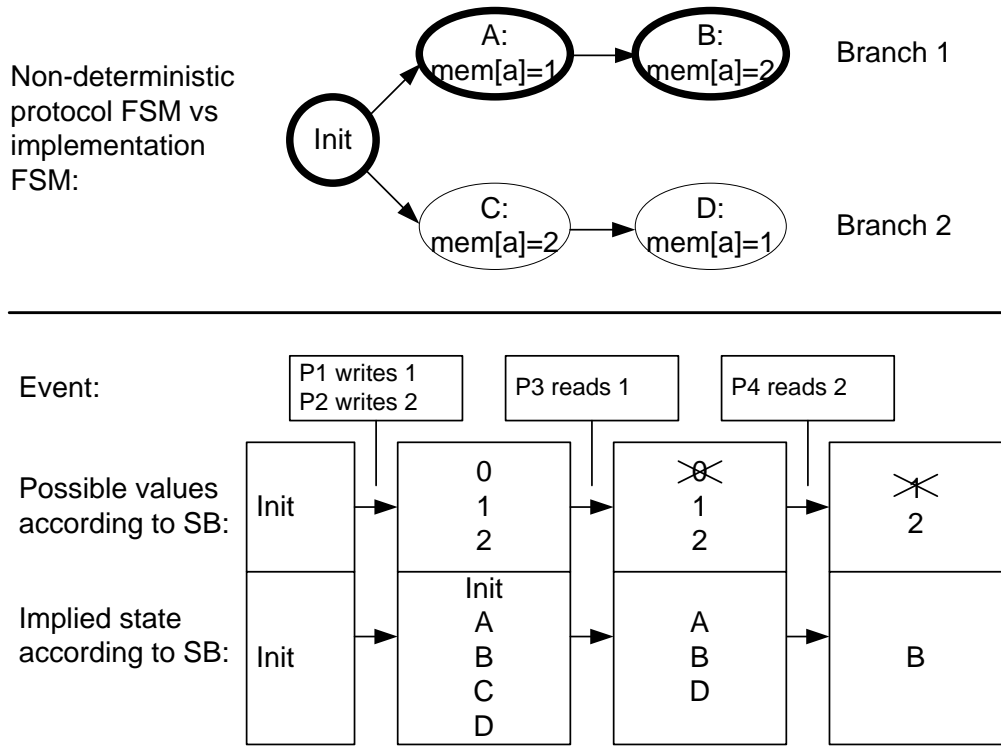 Non-deterministic
protocol FSM vs
implementation
FSM:
Init
A:
mem[a]=1
B:
mem[a]=2
Branch 1
C:
mem[a]=2
D:
mem[a]=1
Branch 2
Event:
P1 writes 1
P2 writes 2
P3 reads 1
P4 reads 2
Possible values
according to SB:
Init
0
1
2
0
1
2
1
2
Implied state
according to SB:
Init
Init
A
B
C
D
A
B
D
B